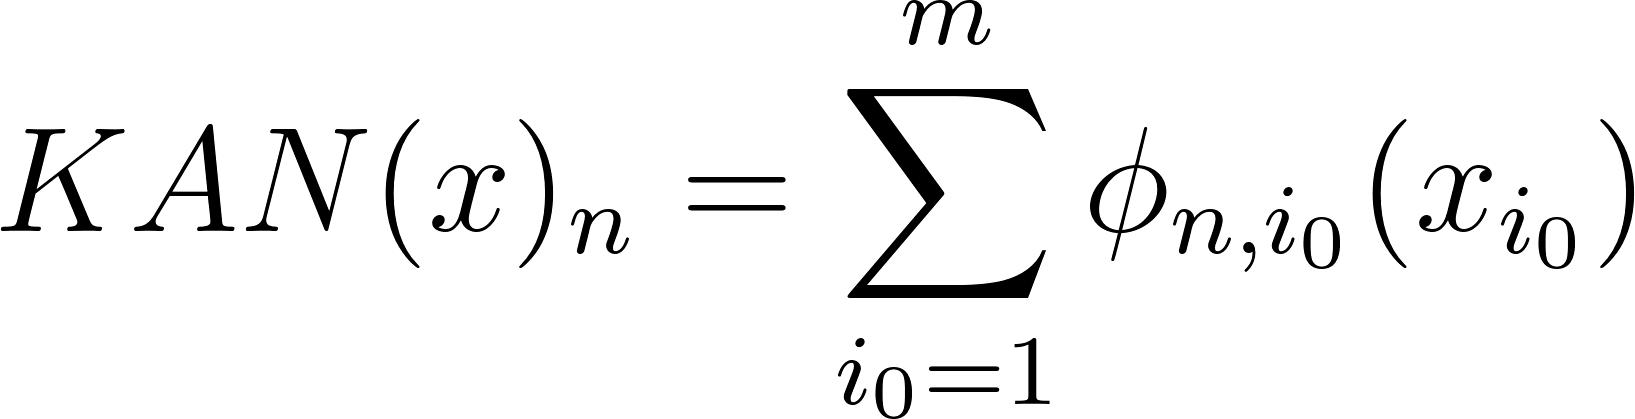 KAN(x)_n = \sum_{i_0=1}^{m} \phi_{n,i_0}(x_{i_0})